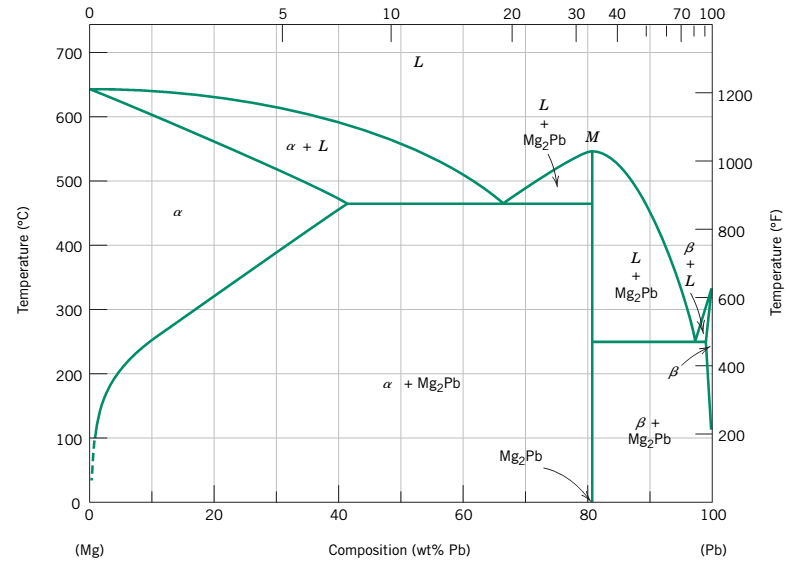 0 5 10 20 30 40 70 100
L
700
600
500
400
300
200
100
0
1200
1000
800
600
400
200
L
+
Mg₂Pb
M
α + L
α
L
+
Mg₂Pb
β
+
L
β
α + Mg₂Pb
β +
Mg₂Pb
Mg₂Pb
Temperature (°C)
Temperature (°F)
0 20 40 60 80 100
(Mg) Composition (wt% Pb) (Pb)